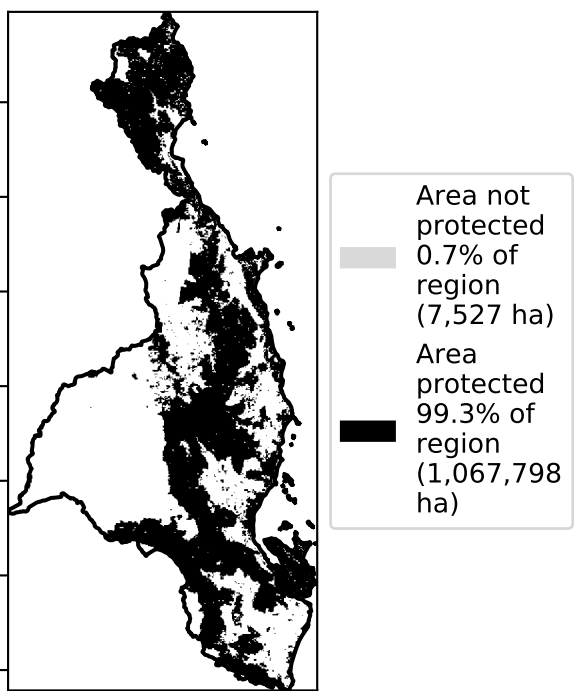 Area not
protected
0.7% of
region
(7,527 ha)
Area
protected
99.3% of
region
(1,067,798
ha)